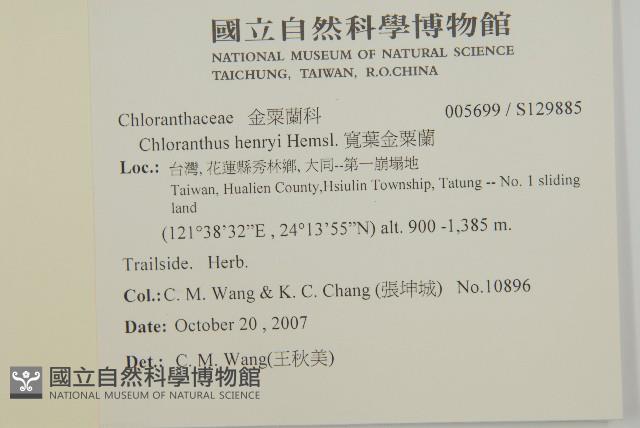 國立自然科學博物館
NATIONAL MUSEUM OF NATURAL SCIENCE
TAICHUNG, TAIWAN, R.O.CHINA
Chloranthaceae 金粟蘭科 005699 / S129885
Chloranthus henryi Hemsl. 寬葉金粟蘭
Loc.: 台灣, 花蓮縣秀林鄉, 大同--第一崩塌地
Taiwan, Hualien County,Hsiulin Township, Tatung -- No. 1 sliding
land
(121°38’32”E , 24°13’55”N) alt. 900 -1,385 m.
Trailside. Herb.
Col.: C. M. Wang & K. C. Chang (張坤城) No.10896
Date: October 20 , 2007
Det.: C. M. Wang(王秋美)
國立自然科學博物館
NATIONAL MUSEUM OF NATURAL SCIENCE